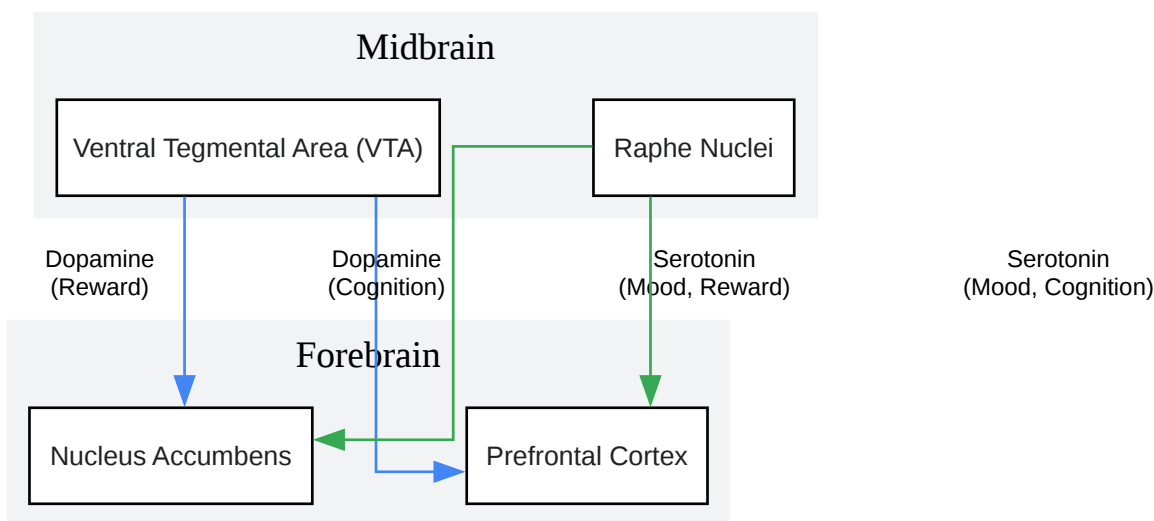 Midbrain
Ventral Tegmental Area (VTA)
Raphe Nuclei
Dopamine
(Reward)
Dopamine
(Cognition)
Serotonin
(Mood, Reward)
Serotonin
(Mood, Cognition)
Forebrain
Nucleus Accumbens
Prefrontal Cortex